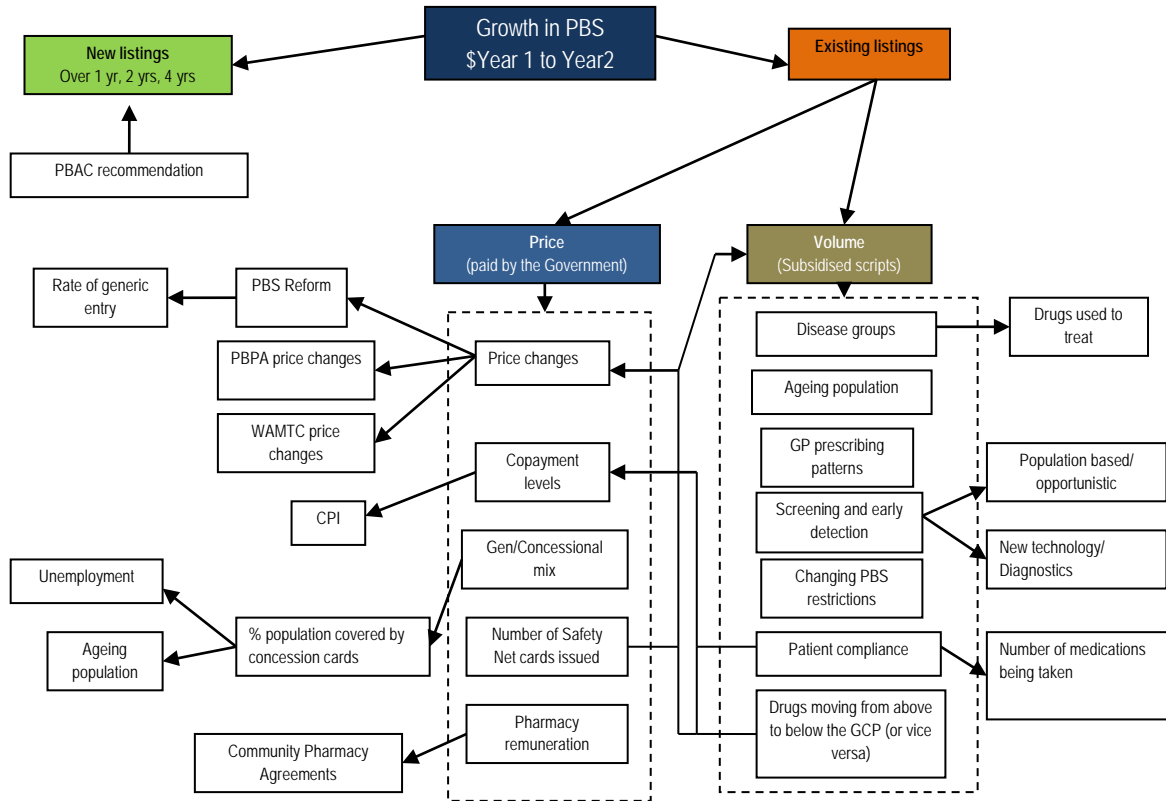 Growth in PBS
$Year 1 to Year2
New listings
Over 1 yr, 2 yrs, 4 yrs
Existing listings
PBAC recommendation
Price
(paid by the Government)
Volume
(Subsidised scripts)
Rate of generic
entry
PBS Reform
PBPA price changes
WAMTC price
changes
Price changes
Copayment
levels
CPI
Gen/Concessional
mix
Unemployment
Ageing
population
% population covered by
concession cards
Number of Safety
Net cards issued
Pharmacy
remuneration
Community Pharmacy
Agreements
Disease groups
Drugs used to
treat
Ageing population
GP prescribing
patterns
Screening and early
detection
Population based/
opportunistic
New technology/
Diagnostics
Changing PBS
restrictions
Patient compliance
Number of medications
being taken
Drugs moving from above
to below the GCP (or vice
versa)